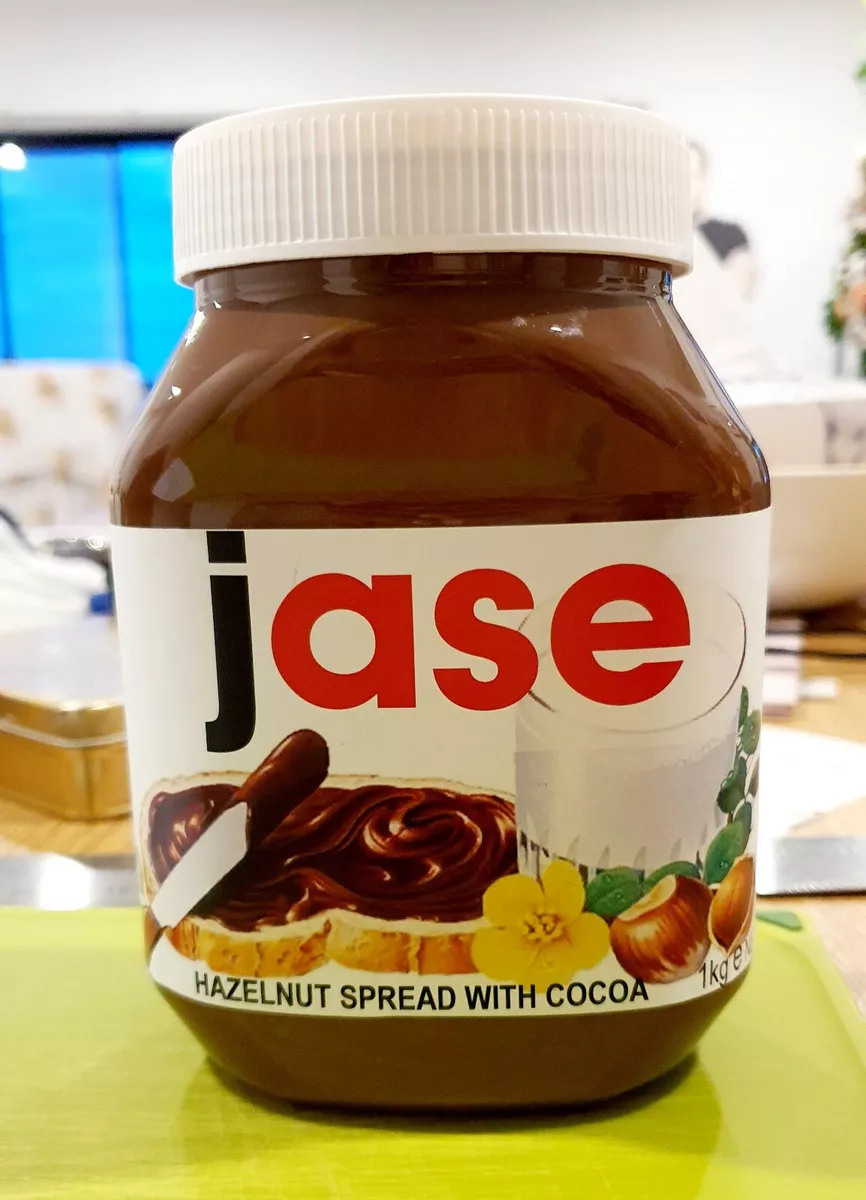 jase
HAZELNUT SPREAD WITH COCOA
1kg e